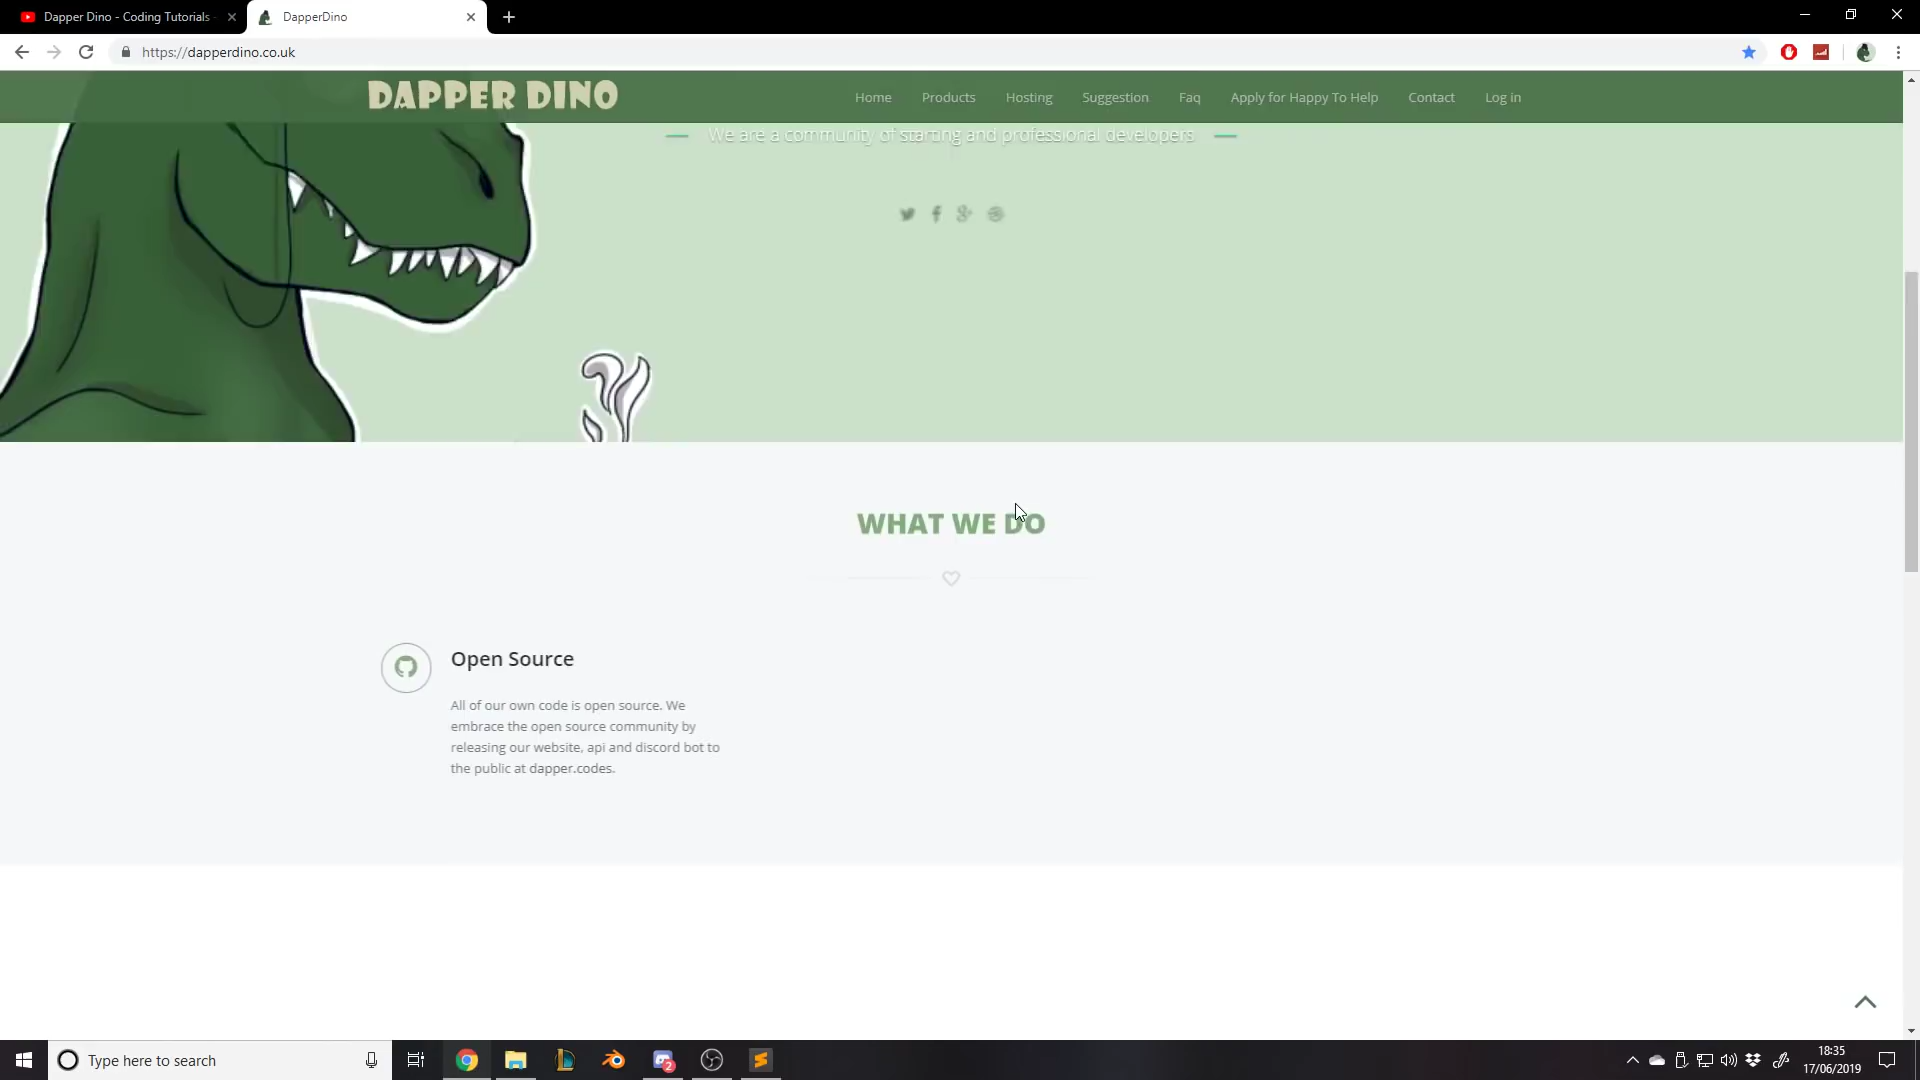 Dapper Dino - Coding Tutorials -
DapperDino
https://dapperdino.co.uk
DAPPER DINO
Home Products Hosting Suggestion Faq Apply for Happy To Help Contact Log in
We are a community of starting and professional developers
WHAT WE DO
Open Source
All of our own code is open source. We
embrace the open source community by
releasing our website, api and discord bot to
the public at dapper.codes.
Type here to search
2
18:35
17/06/2019